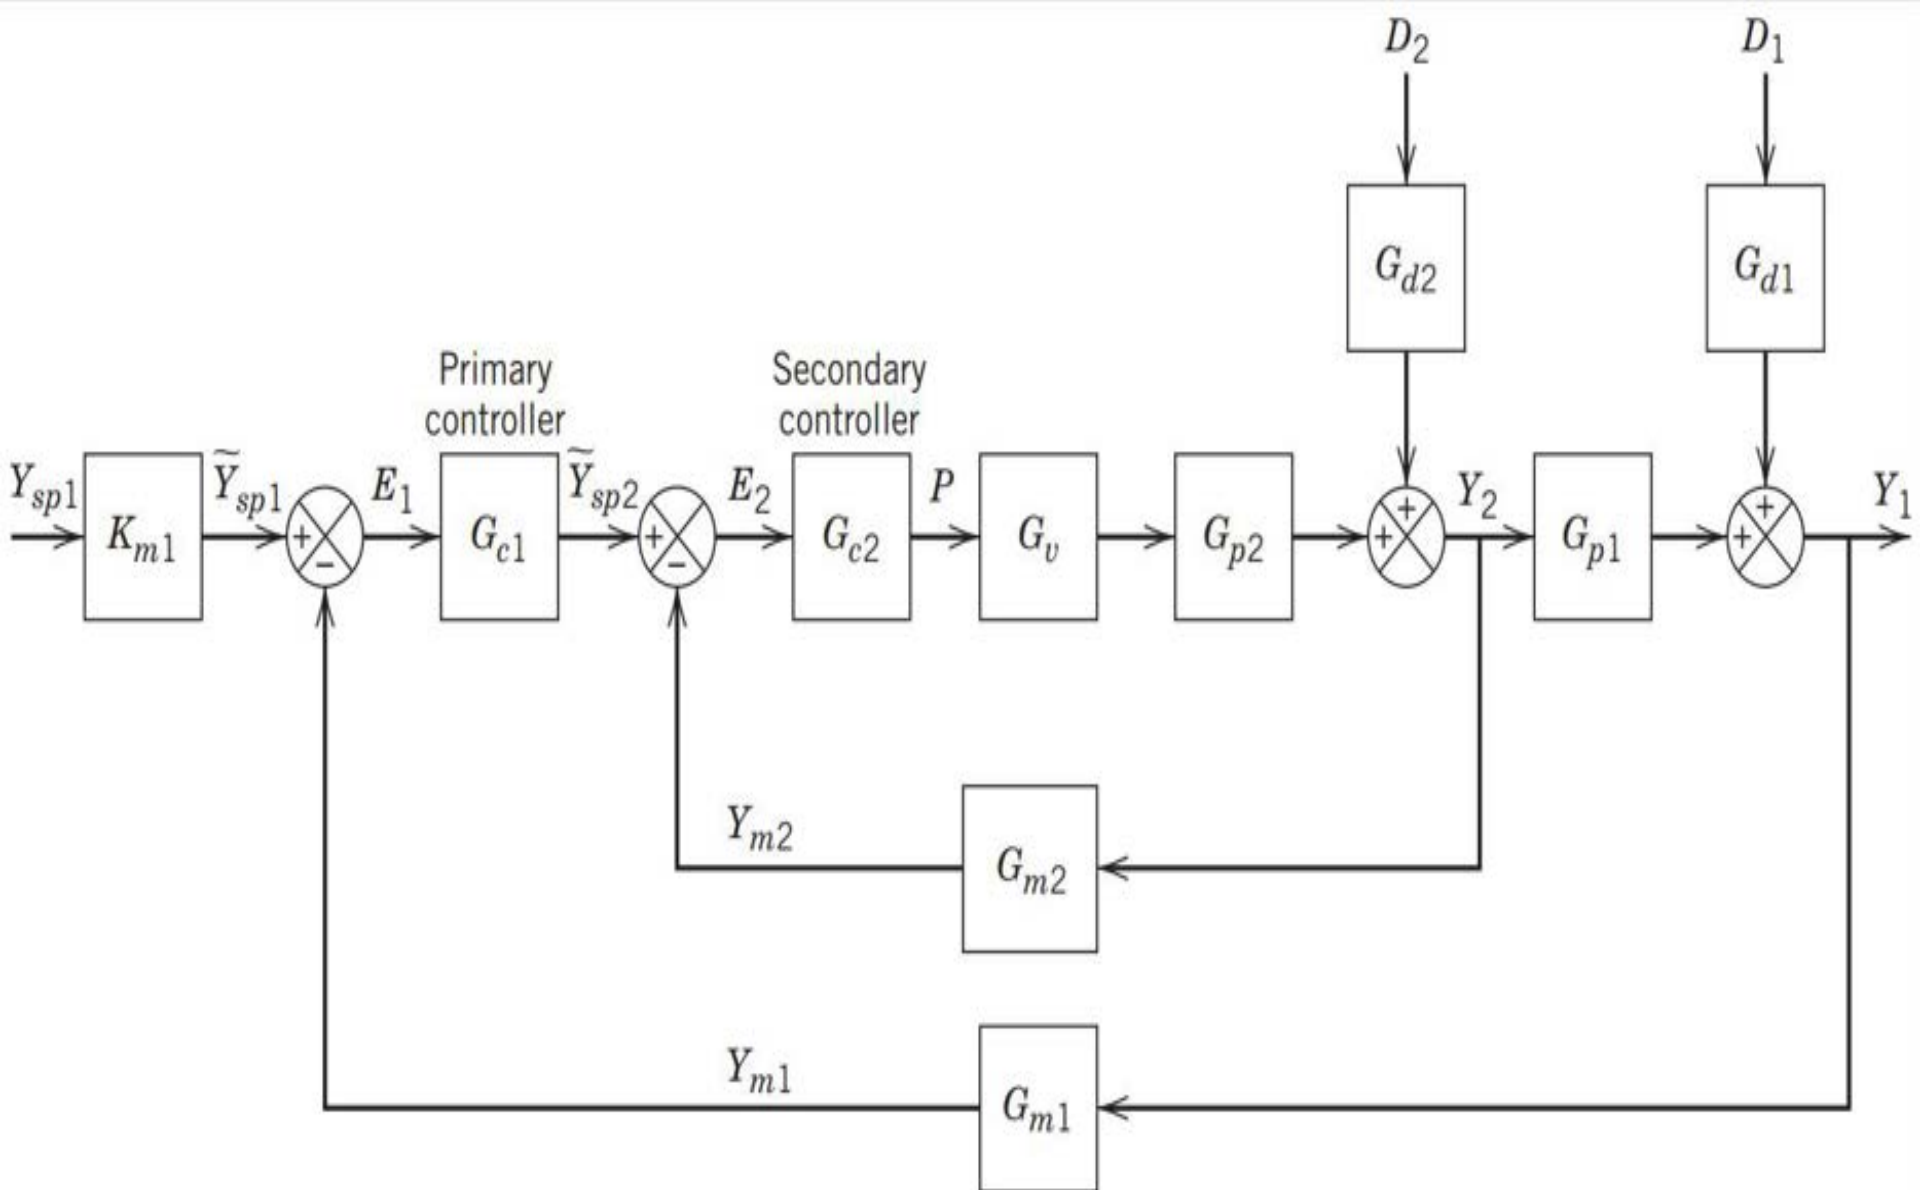 D2 D1
Gd2 Gd1
Primary Secondary
controller controller
Ysp1 Km1 Ỹsp1 + − E1 Gc1 Ỹsp2 + − E2 Gc2 P Gv Gp2 + + Y2 Gp1 + + Y1
Ym2 Gm2
Ym1 Gm1